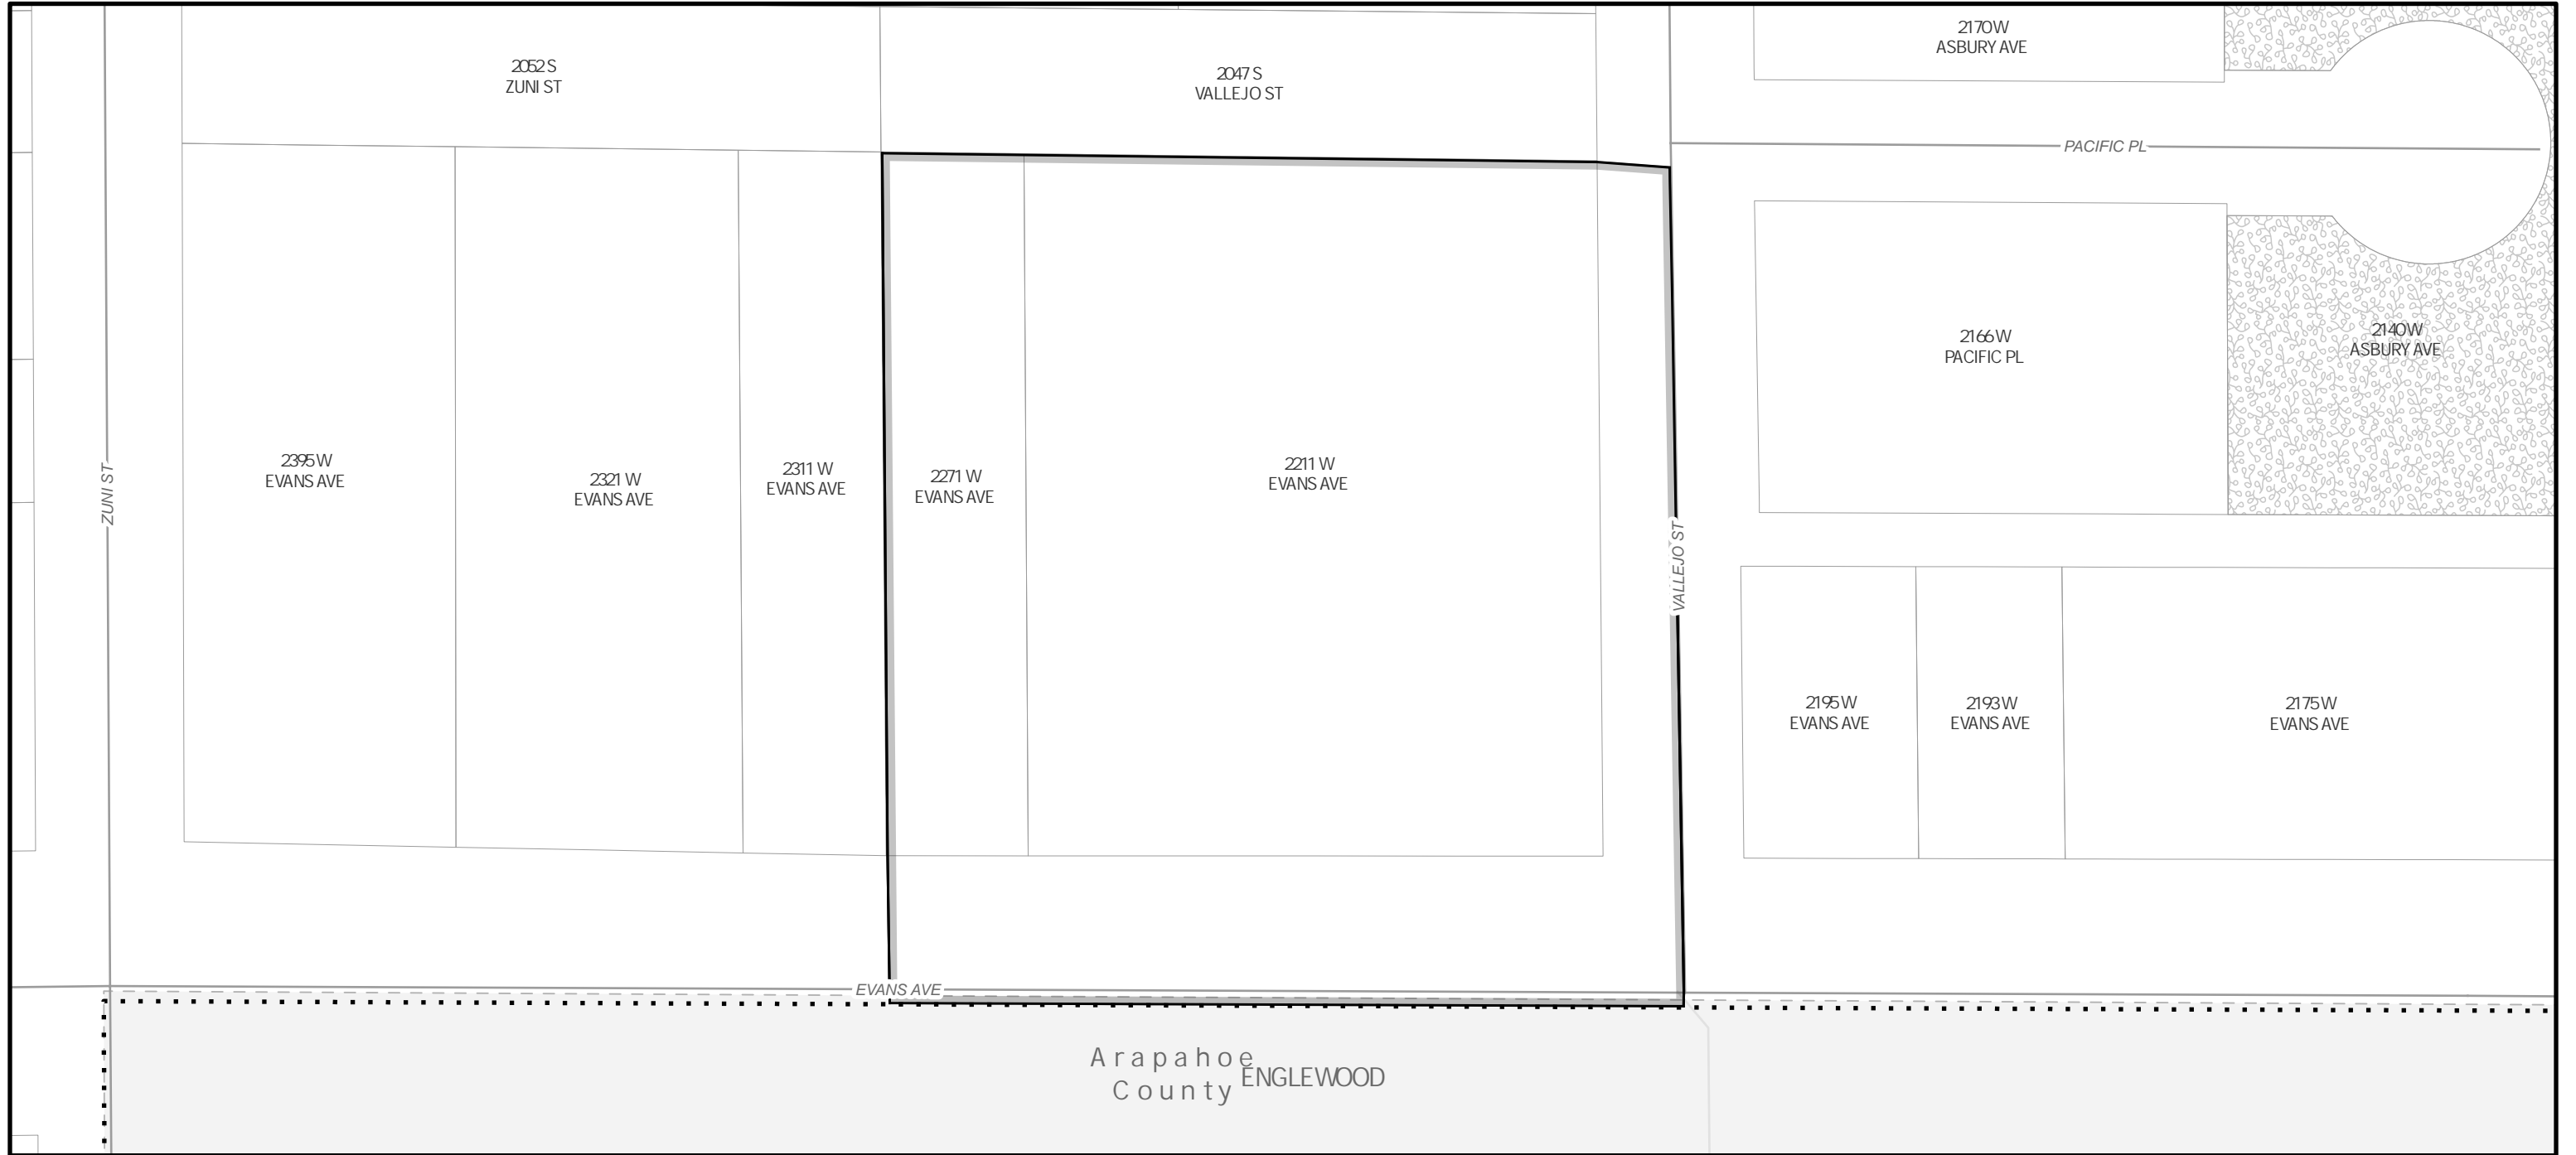 2170 W
ASBURY AVE
2052 S
ZUNI ST
2047 S
VALLEJO ST
PACIFIC PL
2166 W
PACIFIC PL
2140 W
ASBURY AVE
2395 W
EVANS AVE
2321 W
EVANS AVE
2311 W
EVANS AVE
2271 W
EVANS AVE
2211 W
EVANS AVE
ZUNI ST
VALLEJO ST
2195 W
EVANS AVE
2193 W
EVANS AVE
2175 W
EVANS AVE
EVANS AVE
Arapahoe
County
ENGLEWOOD